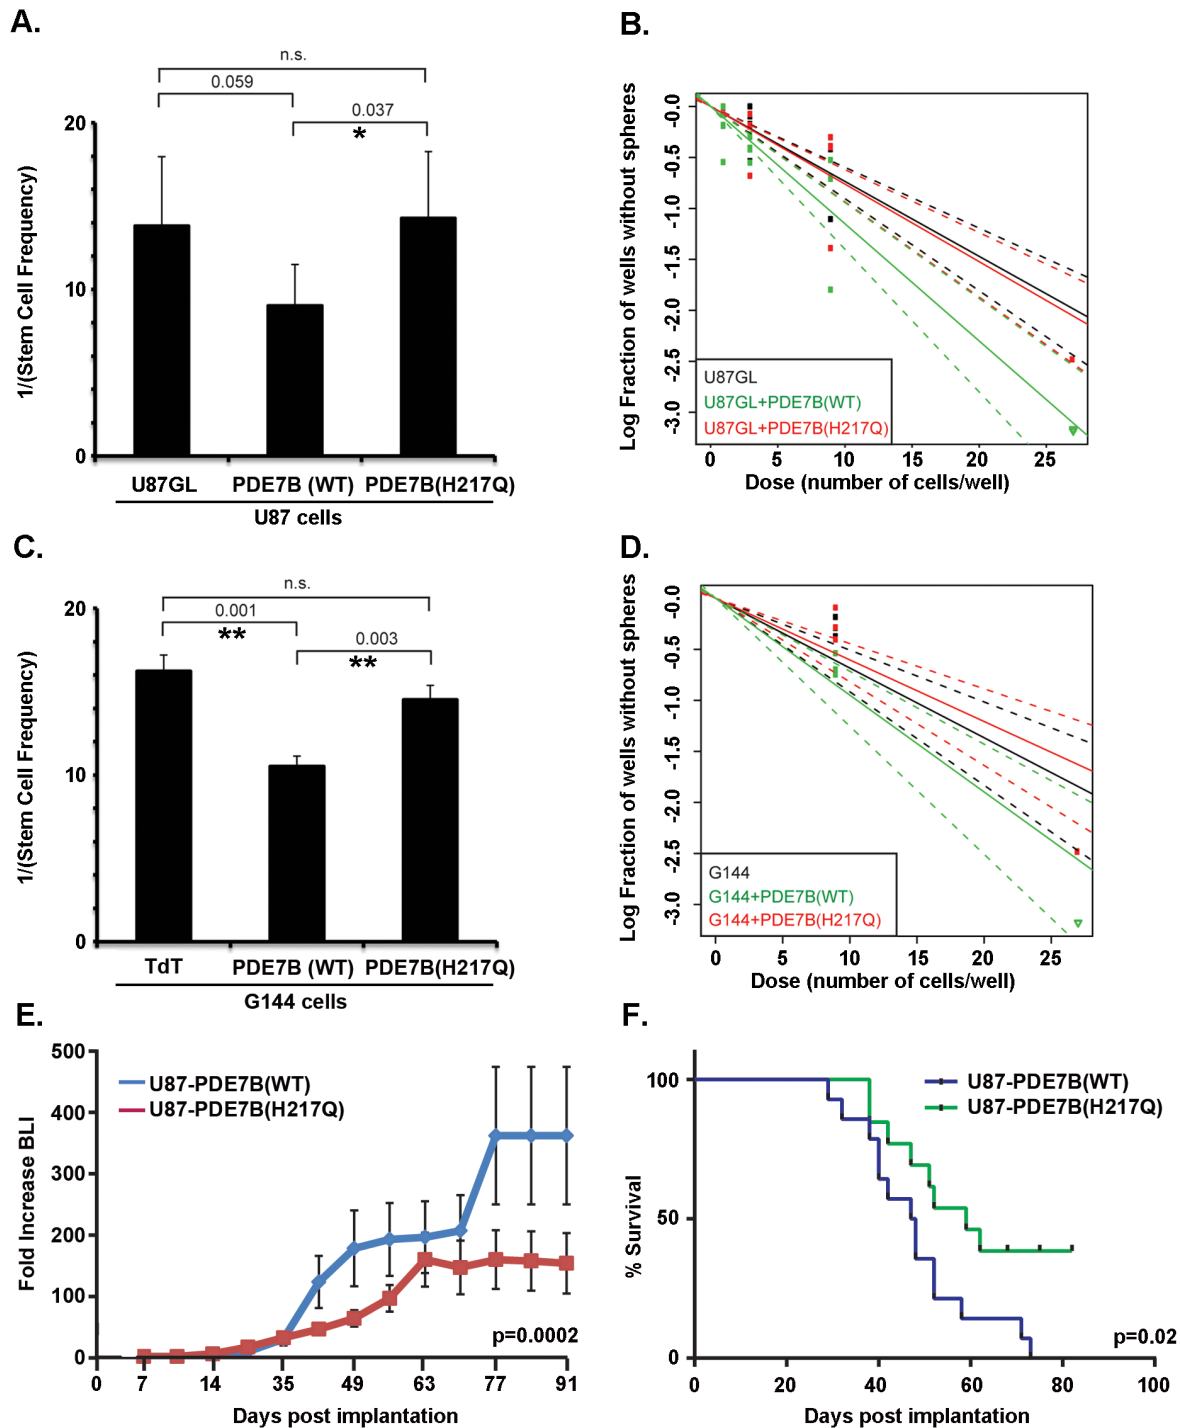 A.
n.s.
0.059
0.037
*
20
10
0
1/(Stem Cell Frequency)
U87GL
PDE7B (WT)
PDE7B(H217Q)
U87 cells
B.
Log Fraction of wells without spheres
-0.0
-0.5
-1.0
-1.5
-2.0
-2.5
-3.0
U87GL
U87GL+PDE7B(WT)
U87GL+PDE7B(H217Q)
0
5
10
15
20
25
Dose (number of cells/well)
C.
n.s.
0.001
**
0.003
**
20
10
0
1/(Stem Cell Frequency)
TdT
PDE7B (WT)
PDE7B(H217Q)
G144 cells
D.
Log Fraction of wells without spheres
-0.0
-0.5
-1.0
-1.5
-2.0
-2.5
-3.0
G144
G144+PDE7B(WT)
G144+PDE7B(H217Q)
0
5
10
15
20
25
Dose (number of cells/well)
E.
500
400
300
200
100
0
Fold Increase BLI
U87-PDE7B(WT)
U87-PDE7B(H217Q)
p=0.0002
0
7
14
35
49
63
77
91
Days post implantation
F.
100
50
0
% Survival
U87-PDE7B(WT)
U87-PDE7B(H217Q)
p=0.02
0
20
40
60
80
100
Days post implantation